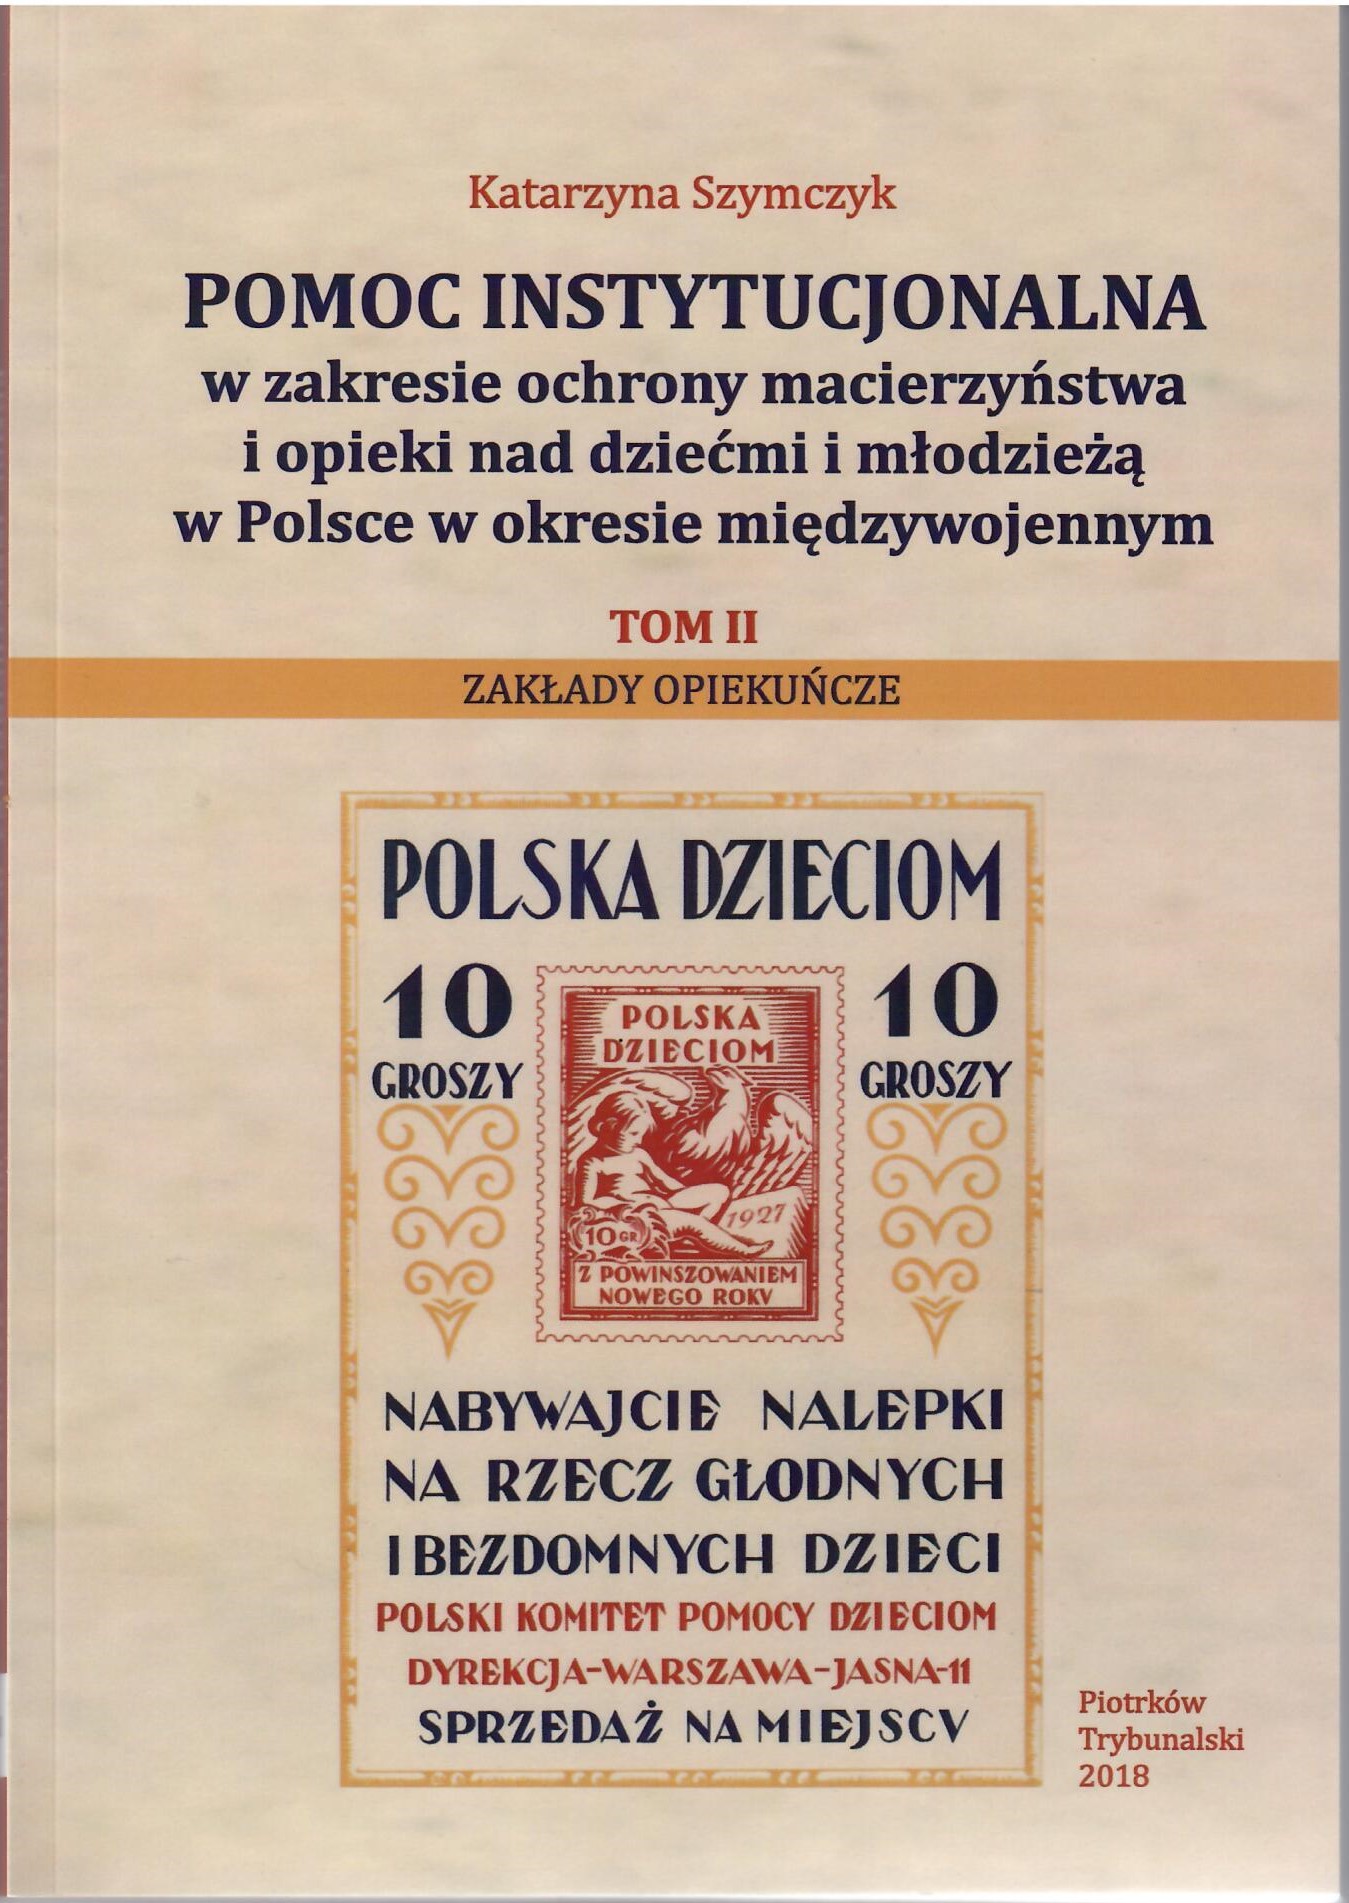 Katarzyna Szymczyk
POMOC INSTYTUCJONALNA
w zakresie ochrony macierzyństwa
i opieki nad dziećmi i młodzieżą
w Polsce w okresie międzywojennym
TOM II
ZAKŁADY OPIEKUŃCZE
POLSKA DZIECIOM
10
GROSZY
POLSKA
DZIECIOM
1927
10 GR
Z POWINSZOWANIEM
NOWEGO ROKV
10
GROSZY
NABYWAJCIE NALEPKI
NA RZECZ GŁODNYCH
I BEZDOMNYCH DZIECI
POLSKI KOMITET POMOCY DZIECIOM
DYREKCJA-WARSZAWA-JASNA-11
SPRZEDAŻ NA MIEJSCV
Piotrków
Trybunalski
2018